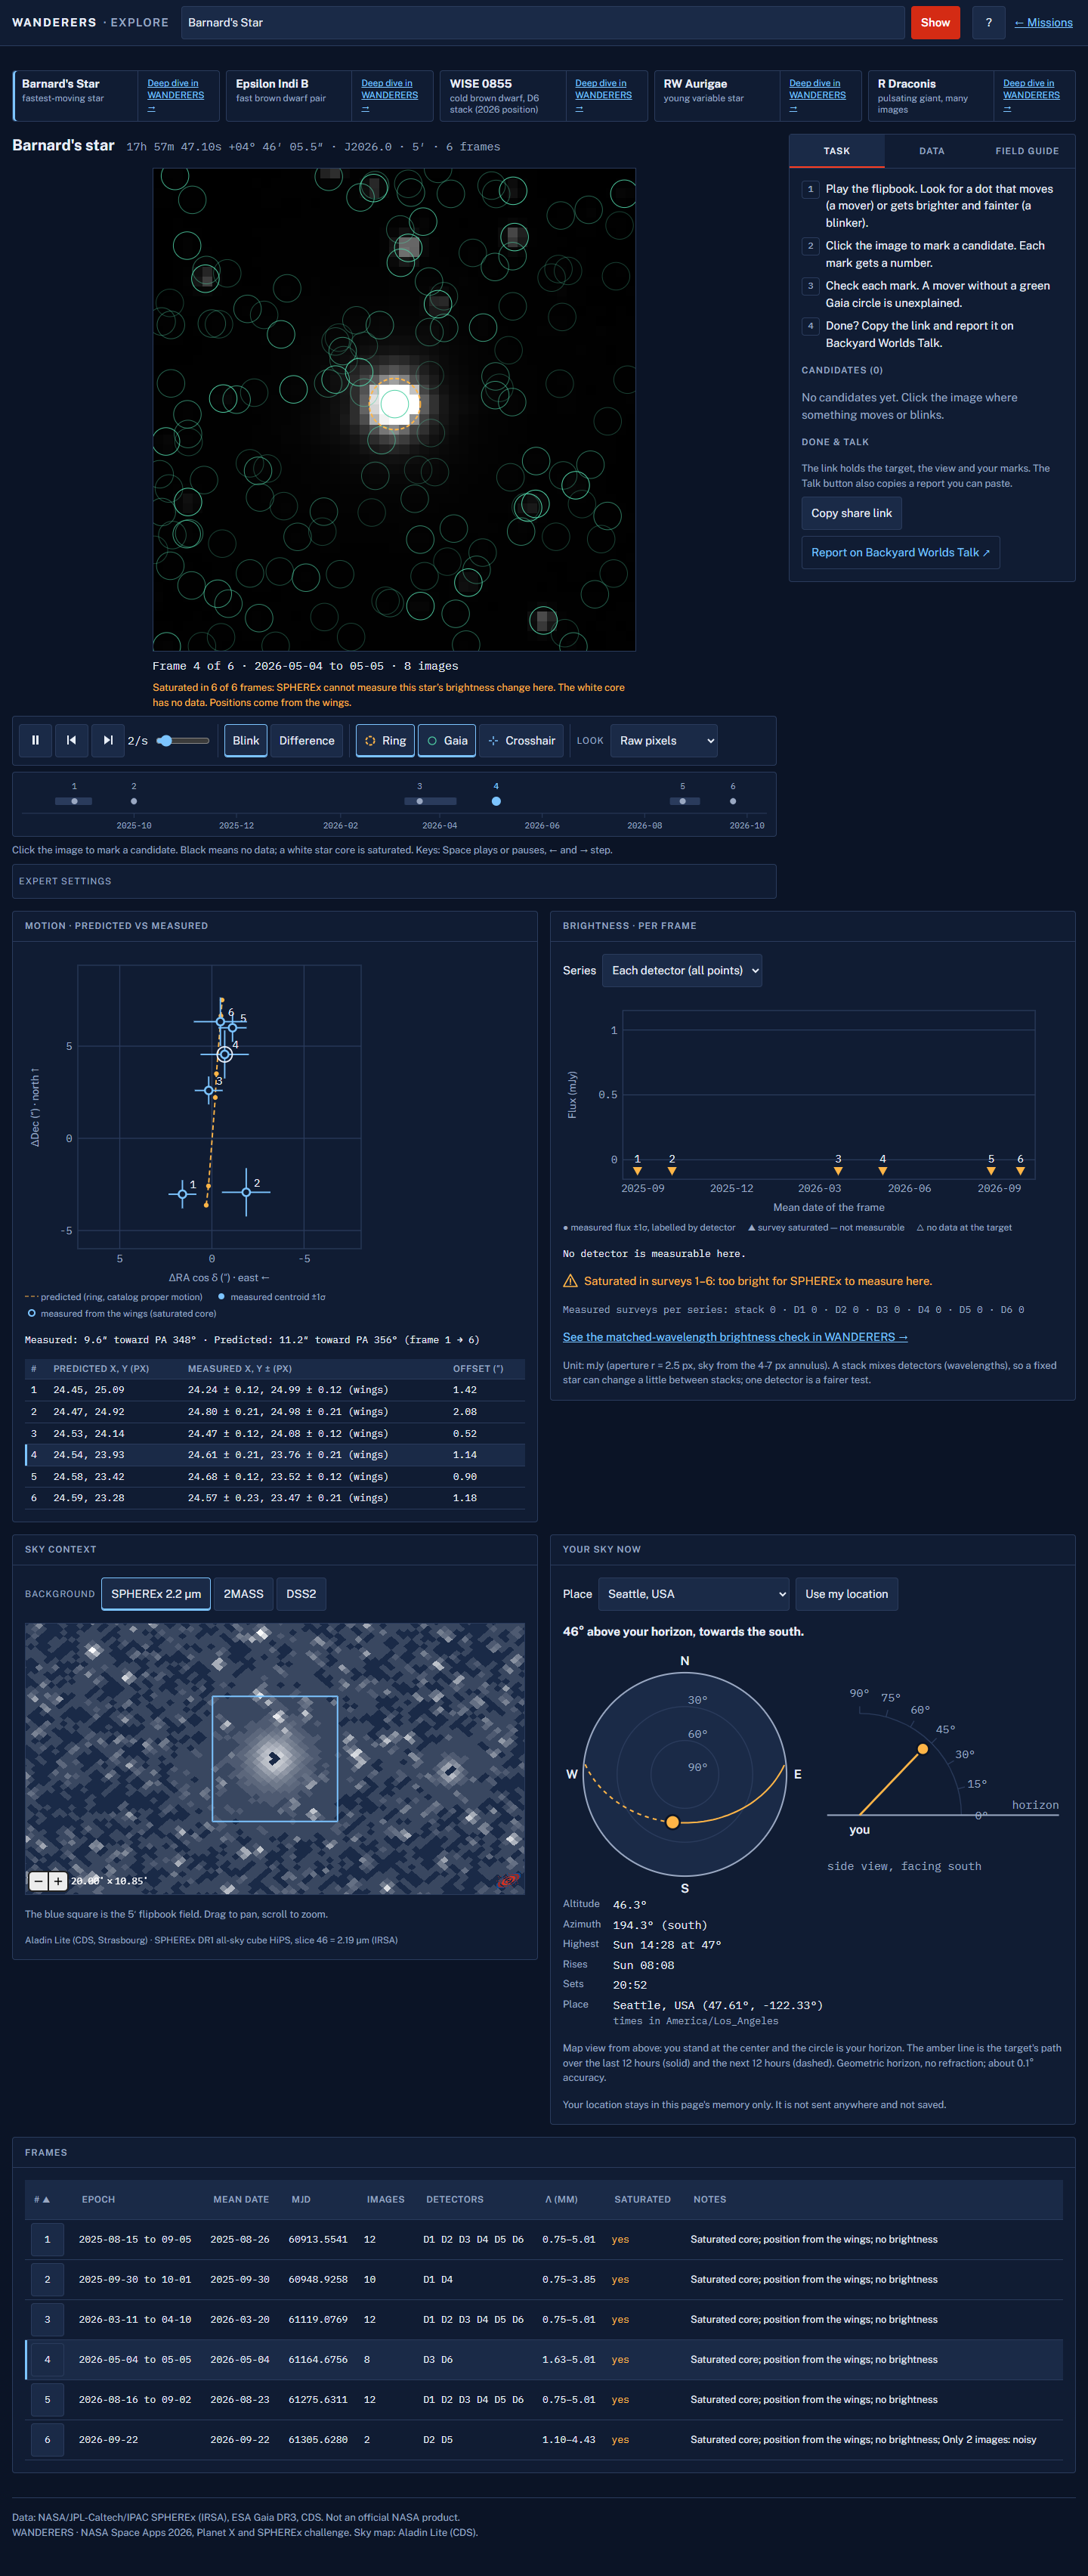 WANDERERS · EXPLORE
Barnard's Star
Show
?
← Missions
Barnard's Star
fastest-moving star
Deep dive in
WANDERERS
→
Epsilon Indi B
fast brown dwarf pair
Deep dive in
WANDERERS
→
WISE 0855
cold brown dwarf, D6
stack (2026 position)
Deep dive in
WANDERERS
→
RW Aurigae
young variable star
Deep dive in
WANDERERS
→
R Draconis
pulsating giant, many
images
Deep dive in
WANDERERS
→
Barnard's star 17h 57m 47.10s +04° 46′ 05.5″ · J2026.0 · 5′ · 6 frames
Frame 4 of 6 · 2026-05-04 to 05-05 · 8 images
Saturated in 6 of 6 frames: SPHEREx cannot measure this star's brightness change here. The white core
has no data. Positions come from the wings.
2/s
Blink
Difference
Ring
Gaia
Crosshair
LOOK
Raw pixels
1 2 3 4 5 6
2025-10 2025-12 2026-02 2026-04 2026-06 2026-08 2026-10
Click the image to mark a candidate. Black means no data; a white star core is saturated. Keys: Space plays or pauses, ← and → step.
EXPERT SETTINGS
TASK
DATA
FIELD GUIDE
1 Play the flipbook. Look for a dot that moves
(a mover) or gets brighter and fainter (a
blinker).
2 Click the image to mark a candidate. Each
mark gets a number.
3 Check each mark. A mover without a green
Gaia circle is unexplained.
4 Done? Copy the link and report it on
Backyard Worlds Talk.
CANDIDATES (0)
No candidates yet. Click the image where
something moves or blinks.
DONE & TALK
The link holds the target, the view and your marks. The
Talk button also copies a report you can paste.
Copy share link
Report on Backyard Worlds Talk ↗
MOTION · PREDICTED VS MEASURED
ΔDec (″) · north ↑
5
0
-5
6
5
4
3
1
2
5 0 -5
ΔRA cos δ (″) · east ←
predicted (ring, catalog proper motion)
measured centroid ±1σ
measured from the wings (saturated core)
Measured: 9.6″ toward PA 348° · Predicted: 11.2″ toward PA 356° (frame 1 → 6)
# PREDICTED X, Y (PX) MEASURED X, Y ± (PX) OFFSET (″)
1 24.45, 25.09 24.24 ± 0.12, 24.99 ± 0.12 (wings) 1.42
2 24.47, 24.92 24.80 ± 0.21, 24.98 ± 0.21 (wings) 2.08
3 24.53, 24.14 24.47 ± 0.12, 24.08 ± 0.12 (wings) 0.52
4 24.54, 23.93 24.61 ± 0.21, 23.76 ± 0.21 (wings) 1.14
5 24.58, 23.42 24.68 ± 0.12, 23.52 ± 0.12 (wings) 0.90
6 24.59, 23.28 24.57 ± 0.23, 23.47 ± 0.21 (wings) 1.18
BRIGHTNESS · PER FRAME
Series
Each detector (all points)
Flux (mJy)
1
0.5
0
1 2 3 4 5 6
2025-09 2025-12 2026-03 2026-06 2026-09
Mean date of the frame
● measured flux ±1σ, labelled by detector ▲ survey saturated — not measurable △ no data at the target
No detector is measurable here.
Saturated in surveys 1–6: too bright for SPHEREx to measure here.
Measured surveys per series: stack 0 · D1 0 · D2 0 · D3 0 · D4 0 · D5 0 · D6 0
See the matched-wavelength brightness check in WANDERERS →
Unit: mJy (aperture r = 2.5 px, sky from the 4-7 px annulus). A stack mixes detectors (wavelengths), so a fixed
star can change a little between stacks; one detector is a fairer test.
SKY CONTEXT
BACKGROUND
SPHEREx 2.2 μm
2MASS
DSS2
− + 20.00′ × 10.85′
The blue square is the 5′ flipbook field. Drag to pan, scroll to zoom.
Aladin Lite (CDS, Strasbourg) · SPHEREx DR1 all-sky cube HiPS, slice 46 = 2.19 μm (IRSA)
YOUR SKY NOW
Place
Seattle, USA
Use my location
46° above your horizon, towards the south.
N
30°
60°
90°
W
E
S
90°
75°
60°
45°
30°
15°
0°
horizon
you
side view, facing south
Altitude 46.3°
Azimuth 194.3° (south)
Highest Sun 14:28 at 47°
Rises Sun 08:08
Sets 20:52
Place Seattle, USA (47.61°, -122.33°)
times in America/Los_Angeles
Map view from above: you stand at the center and the circle is your horizon. The amber line is the target's path
over the last 12 hours (solid) and the next 12 hours (dashed). Geometric horizon, no refraction; about 0.1°
accuracy.
Your location stays in this page's memory only. It is not sent anywhere and not saved.
FRAMES
# ▲ EPOCH MEAN DATE MJD IMAGES DETECTORS Λ (ΜM) SATURATED NOTES
1 2025-08-15 to 09-05 2025-08-26 60913.5541 12 D1 D2 D3 D4 D5 D6 0.75–5.01 yes Saturated core; position from the wings; no brightness
2 2025-09-30 to 10-01 2025-09-30 60948.9258 10 D1 D4 0.75–3.85 yes Saturated core; position from the wings; no brightness
3 2026-03-11 to 04-10 2026-03-20 61119.0769 12 D1 D2 D3 D4 D5 D6 0.75–5.01 yes Saturated core; position from the wings; no brightness
4 2026-05-04 to 05-05 2026-05-04 61164.6756 8 D3 D6 1.63–5.01 yes Saturated core; position from the wings; no brightness
5 2026-08-16 to 09-02 2026-08-23 61275.6311 12 D1 D2 D3 D4 D5 D6 0.75–5.01 yes Saturated core; position from the wings; no brightness
6 2026-09-22 2026-09-22 61305.6280 2 D2 D5 1.10–4.43 yes Saturated core; position from the wings; no brightness; Only 2 images: noisy
Data: NASA/JPL-Caltech/IPAC SPHEREx (IRSA), ESA Gaia DR3, CDS. Not an official NASA product.
WANDERERS · NASA Space Apps 2026, Planet X and SPHEREx challenge. Sky map: Aladin Lite (CDS).